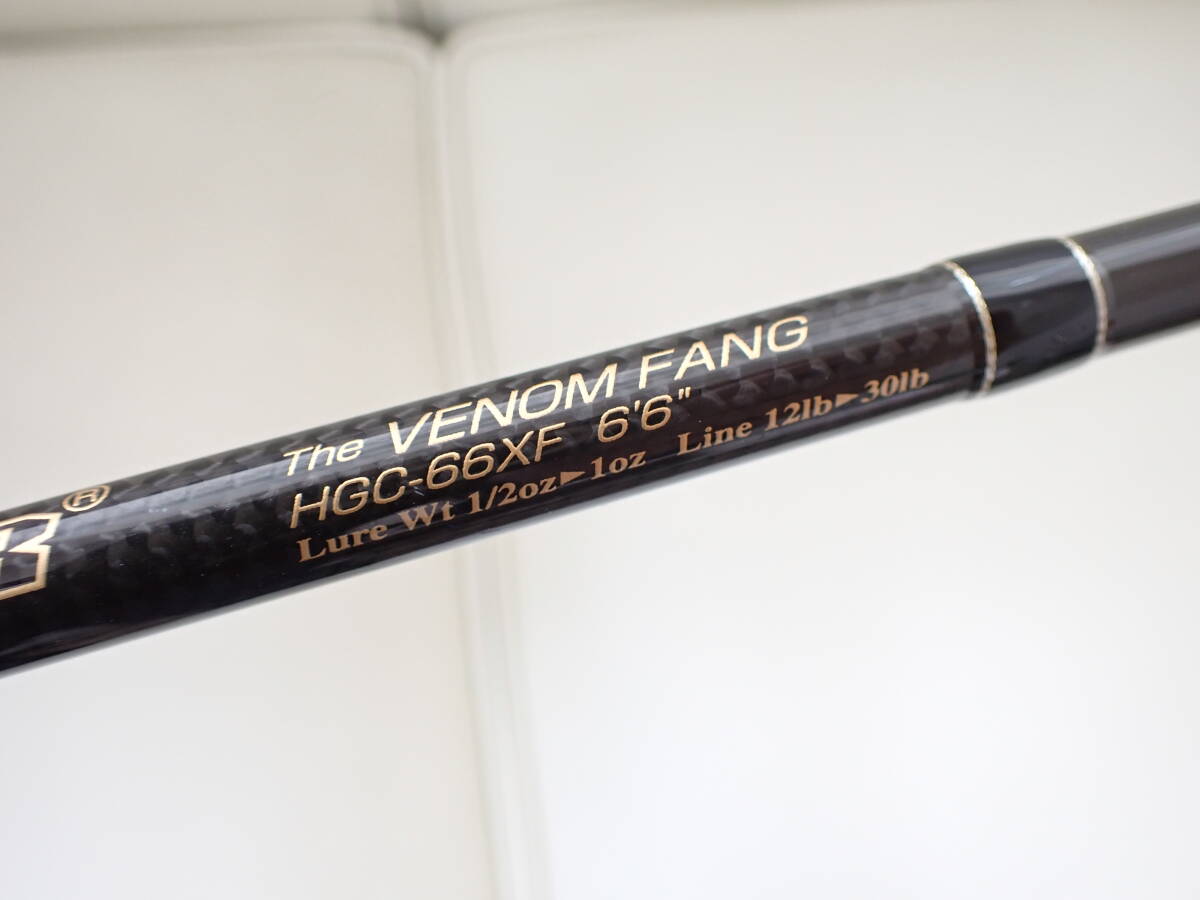 The VENOM FANG
HGC-66XF 6'6"
Lure Wt 1/2oz►1oz Line 12lb►30lb
®